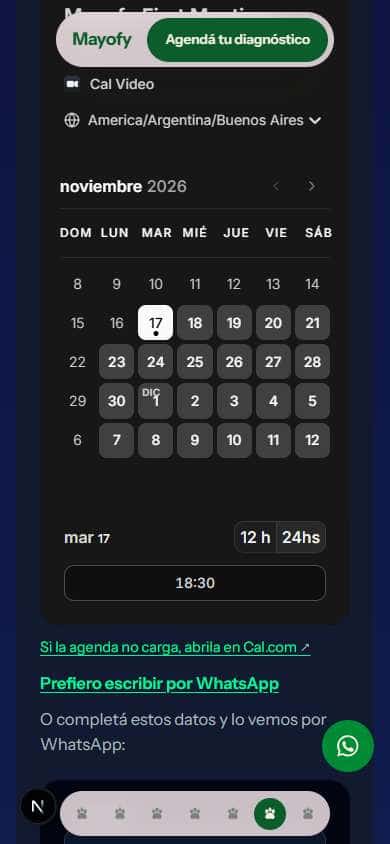 Mayofy
Agendá tu diagnóstico
Cal Video
America/Argentina/Buenos Aires
noviembre 2026
DOM LUN MAR MIÉ JUE VIE SÁB
8 9 10 11 12 13 14
15 16 17 18 19 20 21
22 23 24 25 26 27 28
29 30 DIC 1 2 3 4 5
6 7 8 9 10 11 12
mar 17
12 h 24hs
18:30
Si la agenda no carga, abrila en Cal.com ↗
Prefiero escribir por WhatsApp
O completá estos datos y lo vemos por
WhatsApp:
N